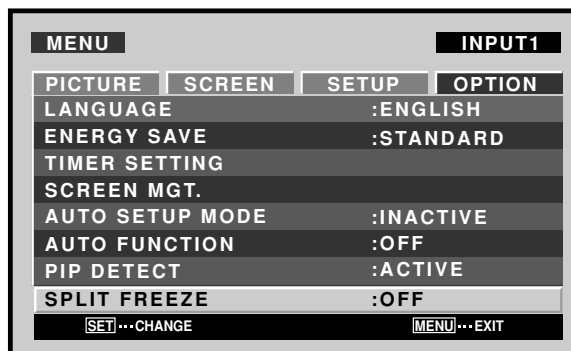 MENU INPUT1
PICTURE SCREEN SETUP OPTION
LANGUAGE :ENGLISH
ENERGY SAVE :STANDARD
TIMER SETTING
SCREEN MGT.
AUTO SETUP MODE :INACTIVE
AUTO FUNCTION :OFF
PIP DETECT :ACTIVE
SPLIT FREEZE :OFF
SET···CHANGE MENU···EXIT